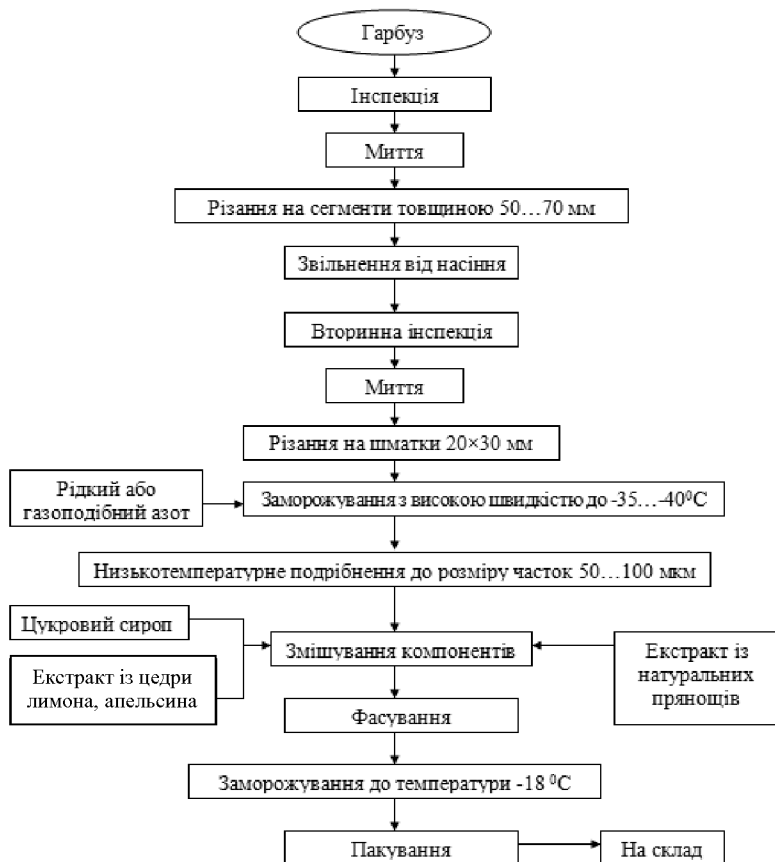 Гарбуз
Інспекція
Миття
Різання на сегменти товщиною 50…70 мм
Звільнення від насіння
Вторинна інспекція
Миття
Різання на шматки 20×30 мм
Рідкий або
газоподібний азот
Заморожування з високою швидкістю до -35…-40⁰С
Низькотемпературне подрібнення до розміру часток 50…100 мкм
Цукровий сироп
Екстракт із цедри
лимона, апельсина
Змішування компонентів
Екстракт із
натуральних
прянощів
Фасування
Заморожування до температури -18 ⁰С
Пакування
На склад